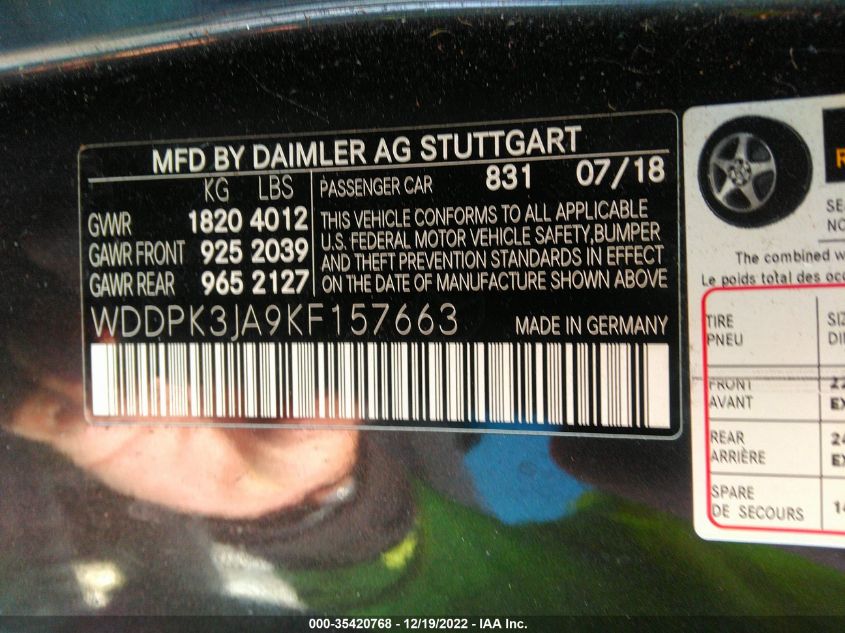 MFD BY DAIMLER AG STUTTGART
KG LBS
PASSENGER CAR 831 07/18
GVWR 1820 4012
GAWR FRONT 925 2039
GAWR REAR 965 2127
THIS VEHICLE CONFORMS TO ALL APPLICABLE
U.S. FEDERAL MOTOR VEHICLE SAFETY,BUMPER
AND THEFT PREVENTION STANDARDS IN EFFECT
ON THE DATE OF MANUFACTURE SHOWN ABOVE
WDDPK3JA9KF157663 MADE IN GERMANY
The combined w
Le poids total des occ
TIRE
PNEU
FRONT
AVANT
REAR
ARRIÈRE
SPARE
DE SECOURS
000-35420768 - 12/19/2022 - IAA Inc.